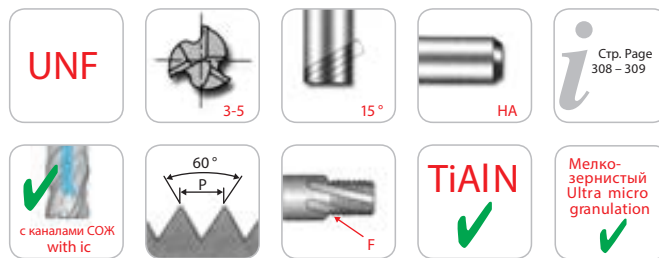 UNF
3-5
15 °
HA
i
Стр. Page
308 – 309
с каналами СОЖ
with ic
60 °
P
F
TiAlN
Мелко-
зернистый
Ultra micro
granulation